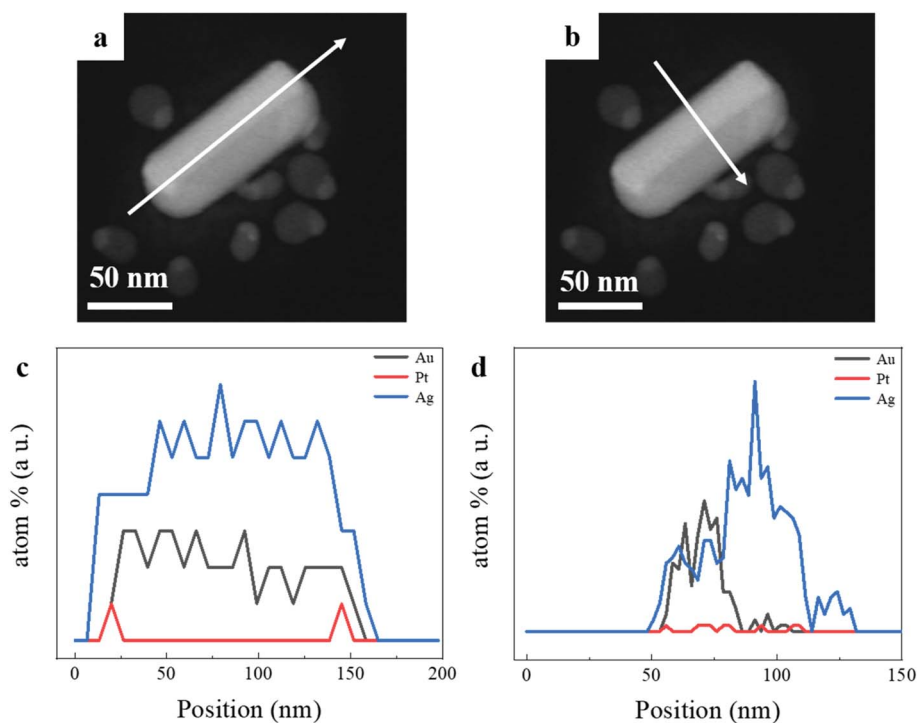 a
b
50 nm
50 nm
c
Au
Pt
Ag
atom % (a u.)
0
50
100
150
200
Position (nm)
d
Au
Pt
Ag
atom % (a u.)
0
50
100
150
Position (nm)